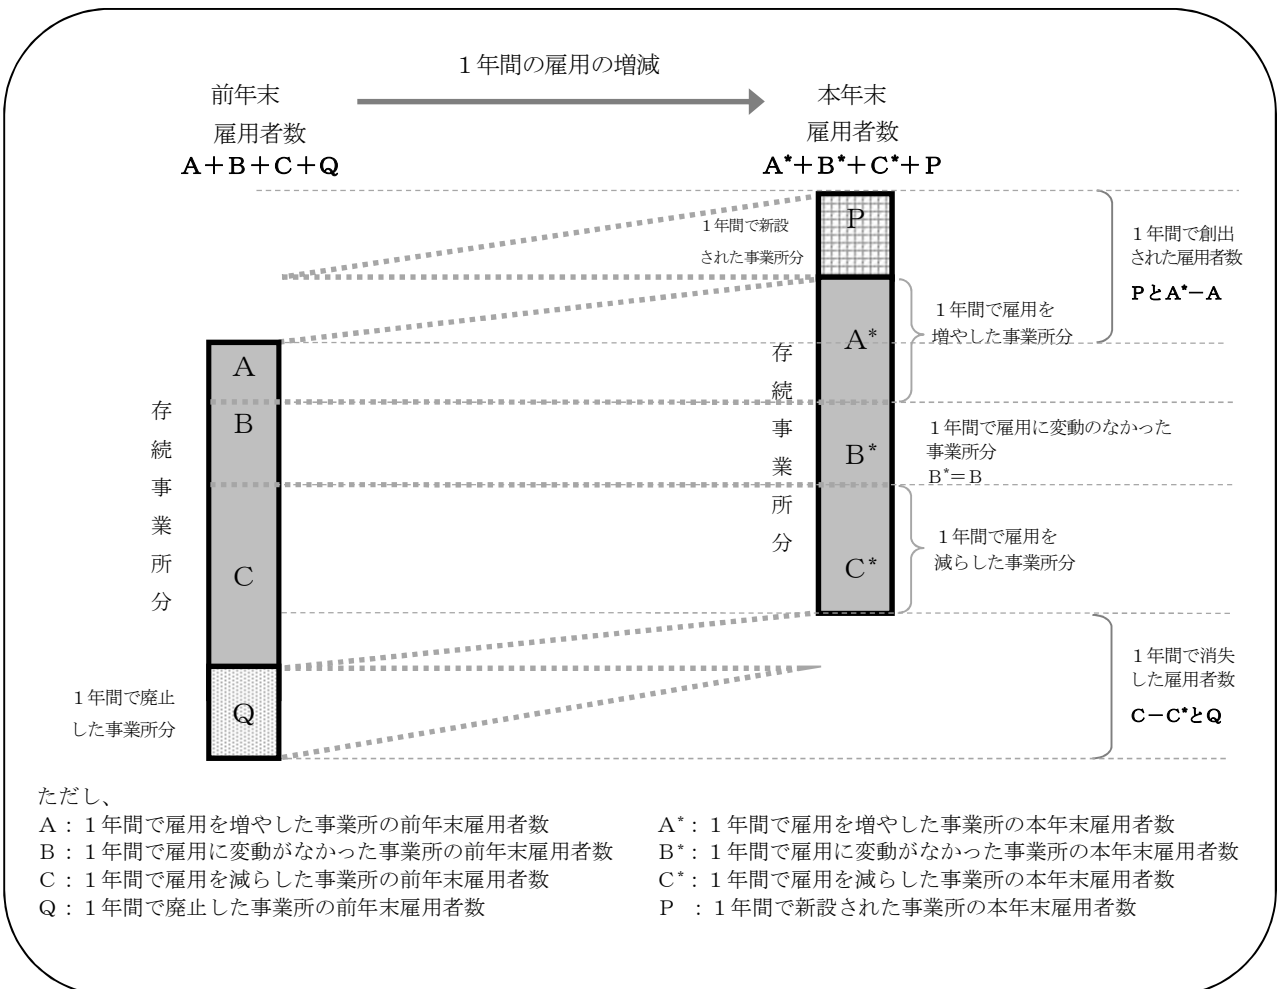 １年間の雇用の増減
前年末
雇用者数
A＋B＋C＋Q
本年末
雇用者数
A*＋B*＋C*＋P
P
１年間で新設
された事業所分
１年間で創出
された雇用者数
PとA*－A
A
B
C
Q
存続事業所分
１年間で廃止
した事業所分
A*
B*
C*
存続事業所分
１年間で雇用を
増やした事業所分
１年間で雇用に変動のなかった
事業所分
B*＝B
１年間で雇用を
減らした事業所分
１年間で消失
した雇用者数
C－C*とQ
ただし、
A：１年間で雇用を増やした事業所の前年末雇用者数
B：１年間で雇用に変動がなかった事業所の前年末雇用者数
C：１年間で雇用を減らした事業所の前年末雇用者数
Q：１年間で廃止した事業所の前年末雇用者数
A*：１年間で雇用を増やした事業所の本年末雇用者数
B*：１年間で雇用に変動がなかった事業所の本年末雇用者数
C*：１年間で雇用を減らした事業所の本年末雇用者数
P ：１年間で新設された事業所の本年末雇用者数